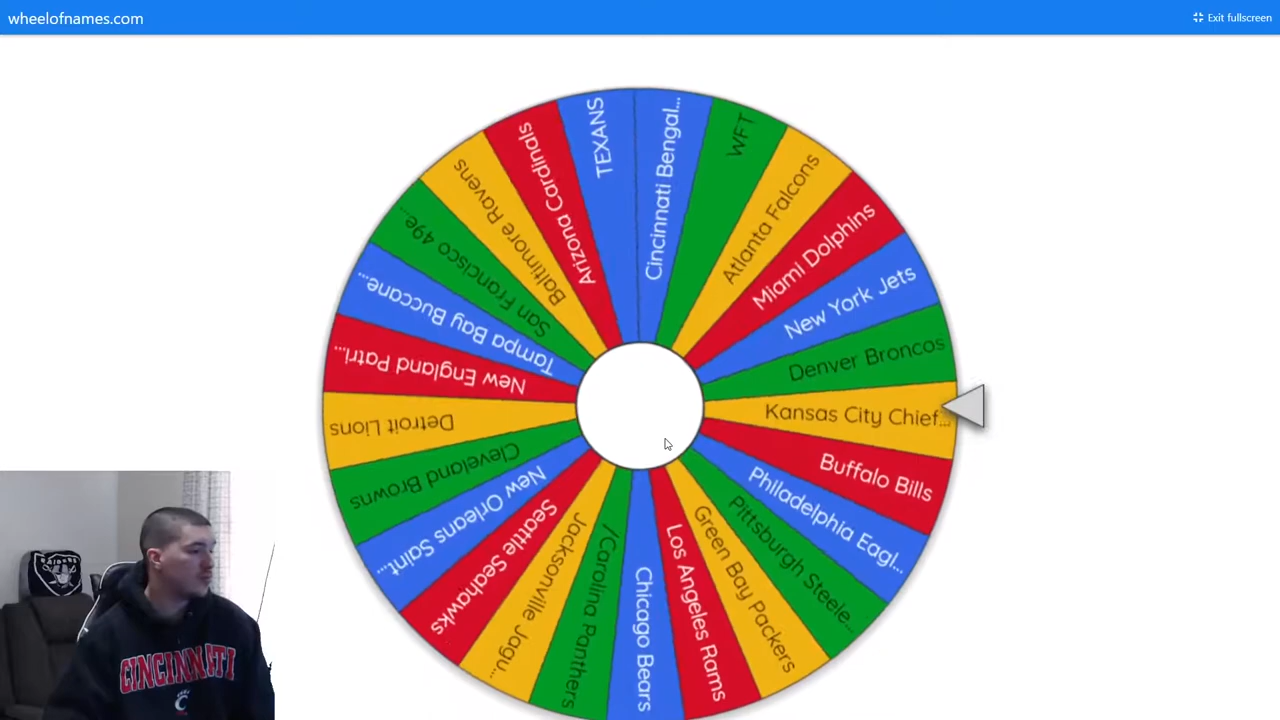 wheelofnames.com
Exit fullscreen
TEXANS
Cincinnati Bengal...
WFT
Atlanta Falcons
Miami Dolphins
New York Jets
Denver Broncos
Kansas City Chief...
Buffalo Bills
Philadelphia Eagl...
Pittsburgh Steele...
Green Bay Packers
Los Angeles Rams
Chicago Bears
/Carolina Panthers
Jacksonville Jagu...
Seattle Seahawks
New Orleans Saint...
Cleveland Browns
Detroit Lions
New England Patri...
Tampa Bay Buccane...
San Francisco 49e...
Baltimore Ravens
Arizona Cardinals
RAIDERS
CINCINNATI